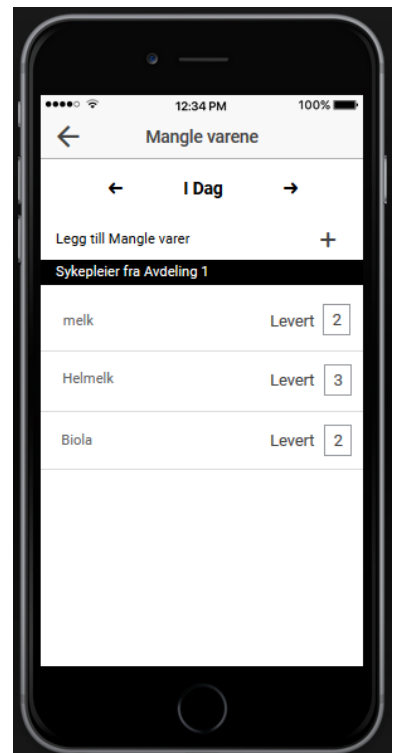 12:34 PM 100%
Mangle varene
I Dag
Legg till Mangle varer
Sykepleier fra Avdeling 1
melk Levert 2
Helmelk Levert 3
Biola Levert 2